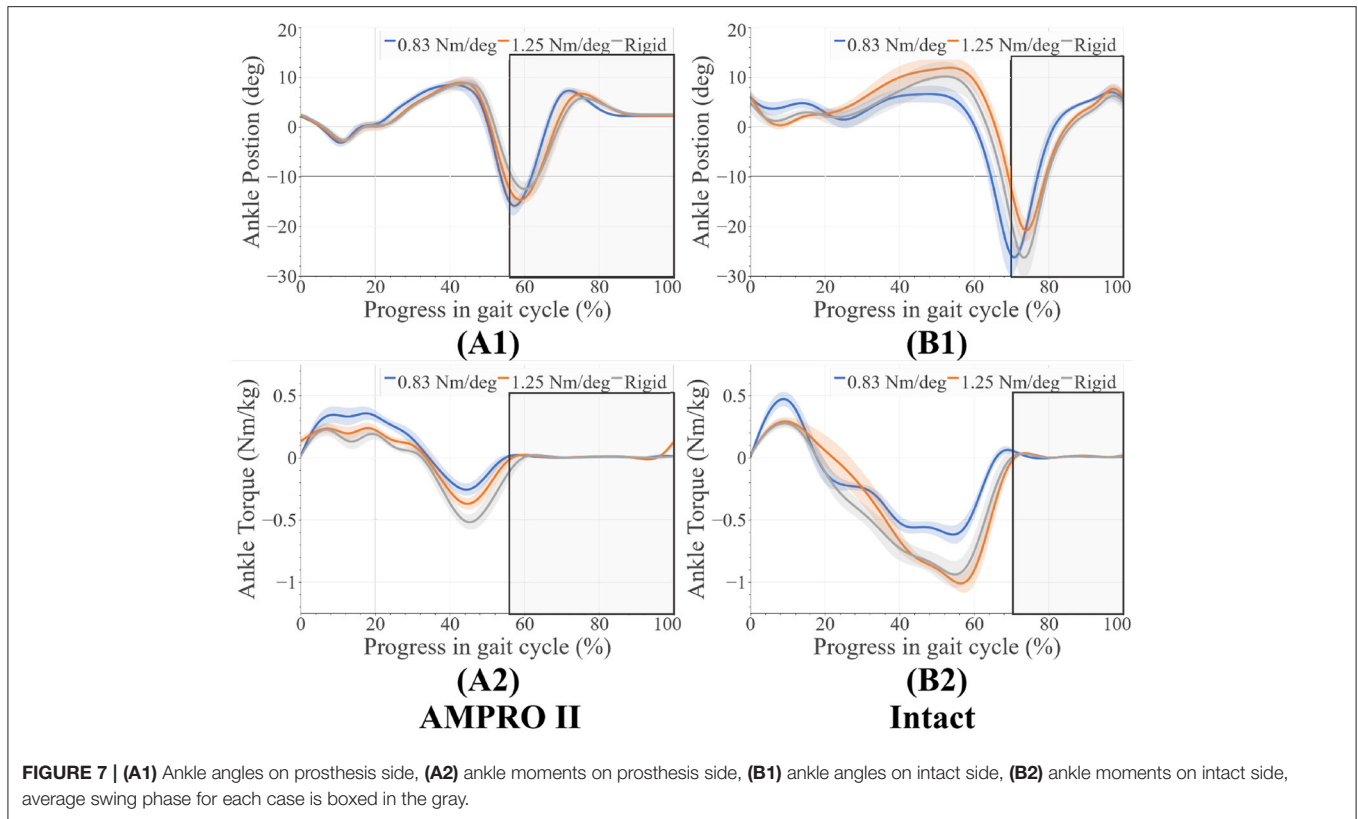 20
10
0
−10
−20
−30
Ankle Postion (deg)
0.83 Nm/deg 1.25 Nm/deg Rigid
0 20 40 60 80 100
Progress in gait cycle (%)
(A1)
20
10
0
−10
−20
−30
Ankle Postion (deg)
0.83 Nm/deg 1.25 Nm/deg Rigid
0 20 40 60 80 100
Progress in gait cycle (%)
(B1)
0.5
0
−0.5
−1
Ankle Torque (Nm/kg)
0.83 Nm/deg 1.25 Nm/deg Rigid
0 20 40 60 80 100
Progress in gait cycle (%)
(A2)
AMPRO II
0.5
0
−0.5
−1
Ankle Torque (Nm/kg)
0.83 Nm/deg 1.25 Nm/deg Rigid
0 20 40 60 80 100
Progress in gait cycle (%)
(B2)
Intact
FIGURE 7 | (A1) Ankle angles on prosthesis side, (A2) ankle moments on prosthesis side, (B1) ankle angles on intact side, (B2) ankle moments on intact side,
average swing phase for each case is boxed in the gray.